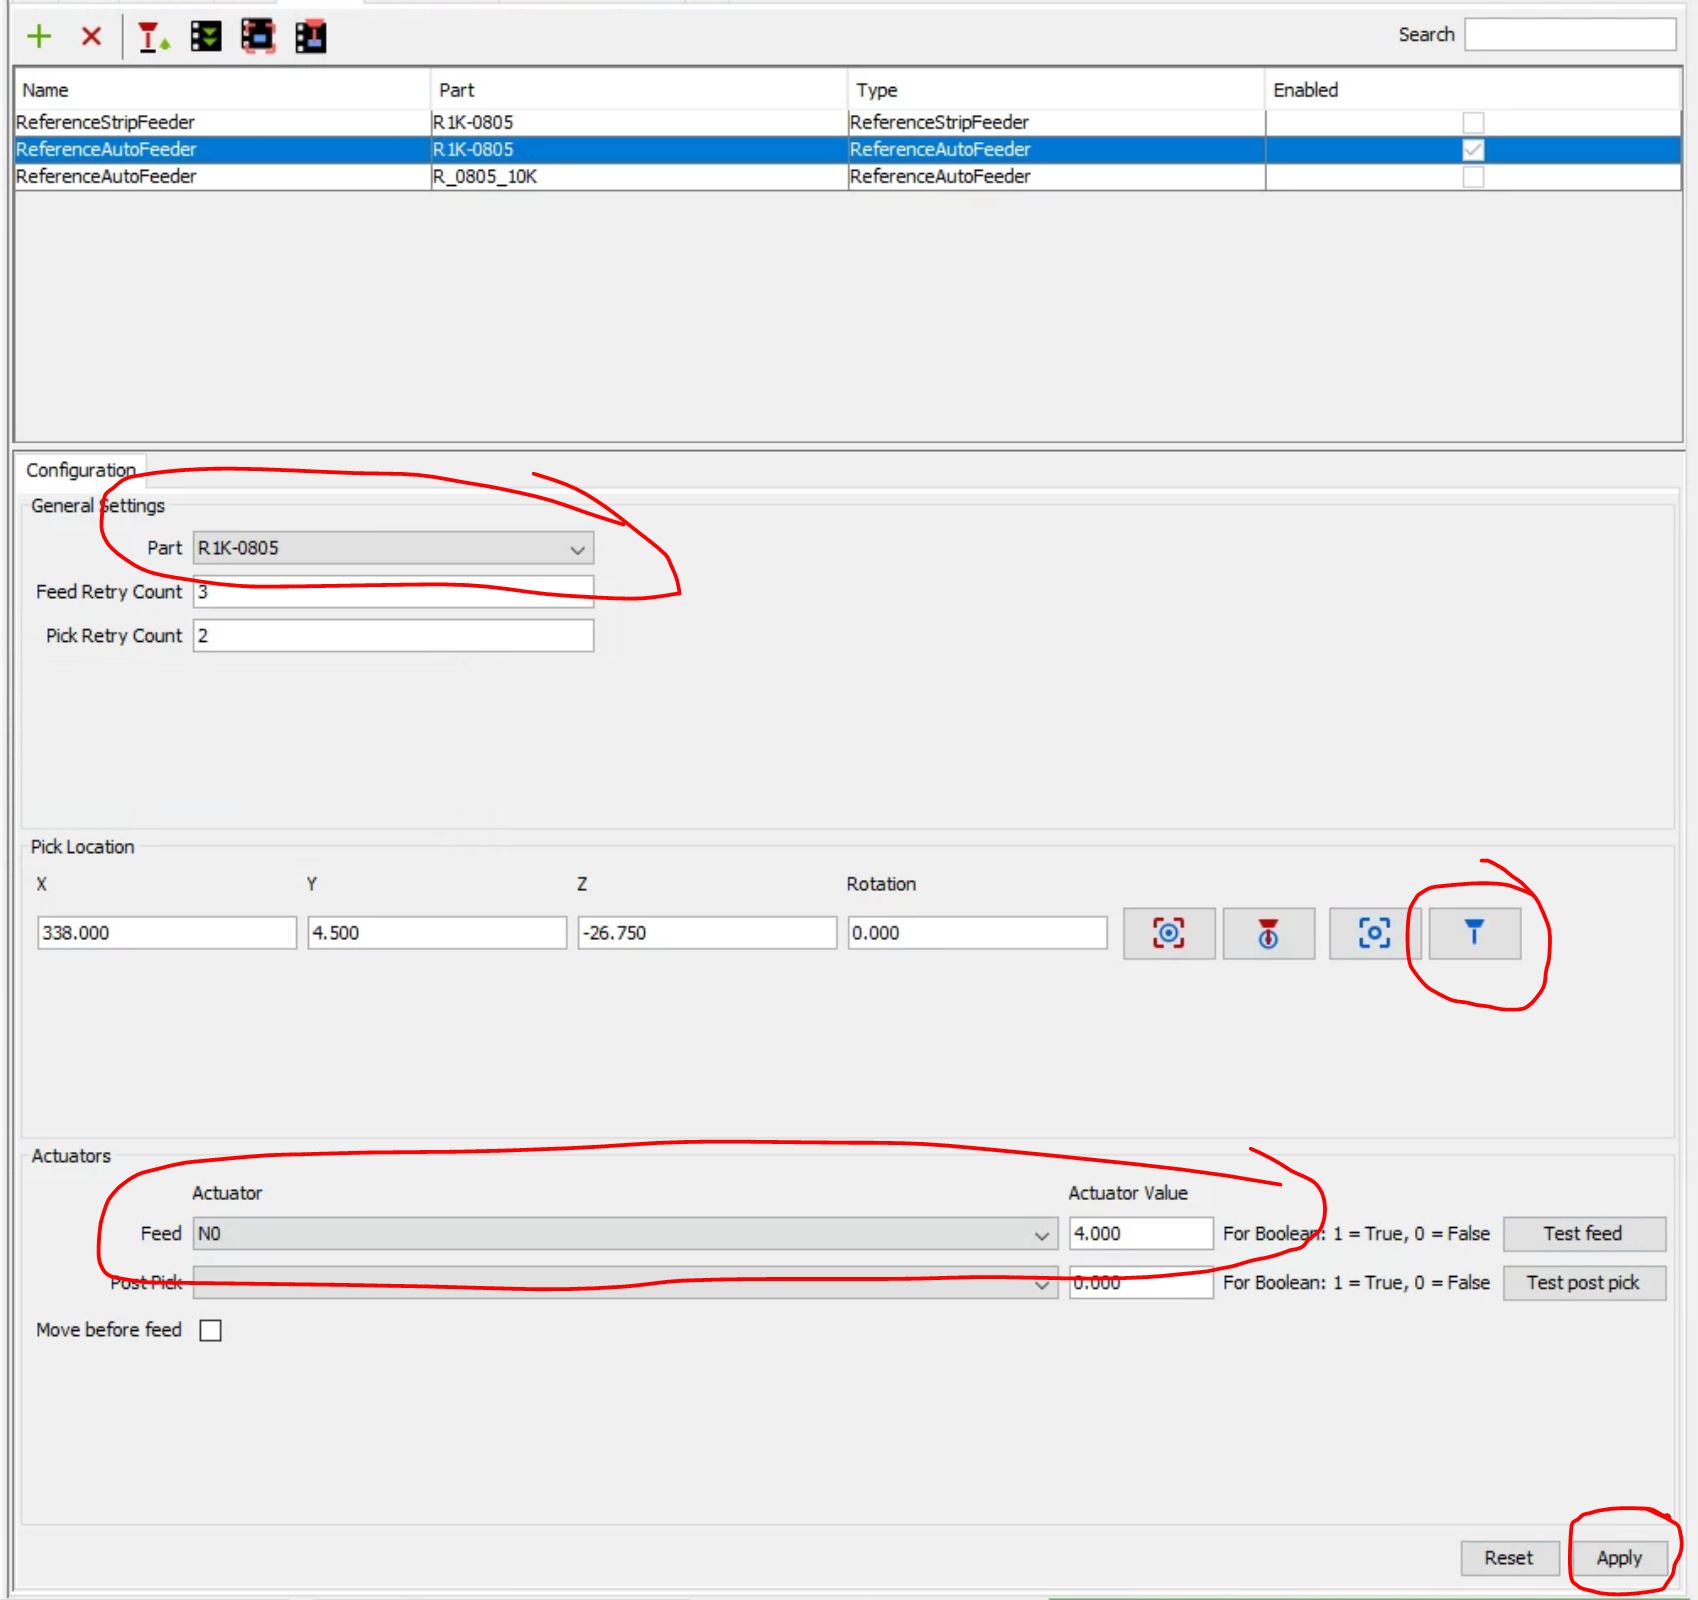 Search
Name Part Type Enabled
ReferenceStripFeeder R1K-0805 ReferenceStripFeeder
ReferenceAutoFeeder R1K-0805 ReferenceAutoFeeder
ReferenceAutoFeeder R_0805_10K ReferenceAutoFeeder
Configuration
General Settings
Part R1K-0805
Feed Retry Count 3
Pick Retry Count 2
Pick Location
X Y Z Rotation
338.000 4.500 -26.750 0.000
Actuators
Actuator Actuator Value
Feed N0 4.000 For Boolean: 1 = True, 0 = False Test feed
Post Pick 0.000 For Boolean: 1 = True, 0 = False Test post pick
Move before feed
Reset Apply